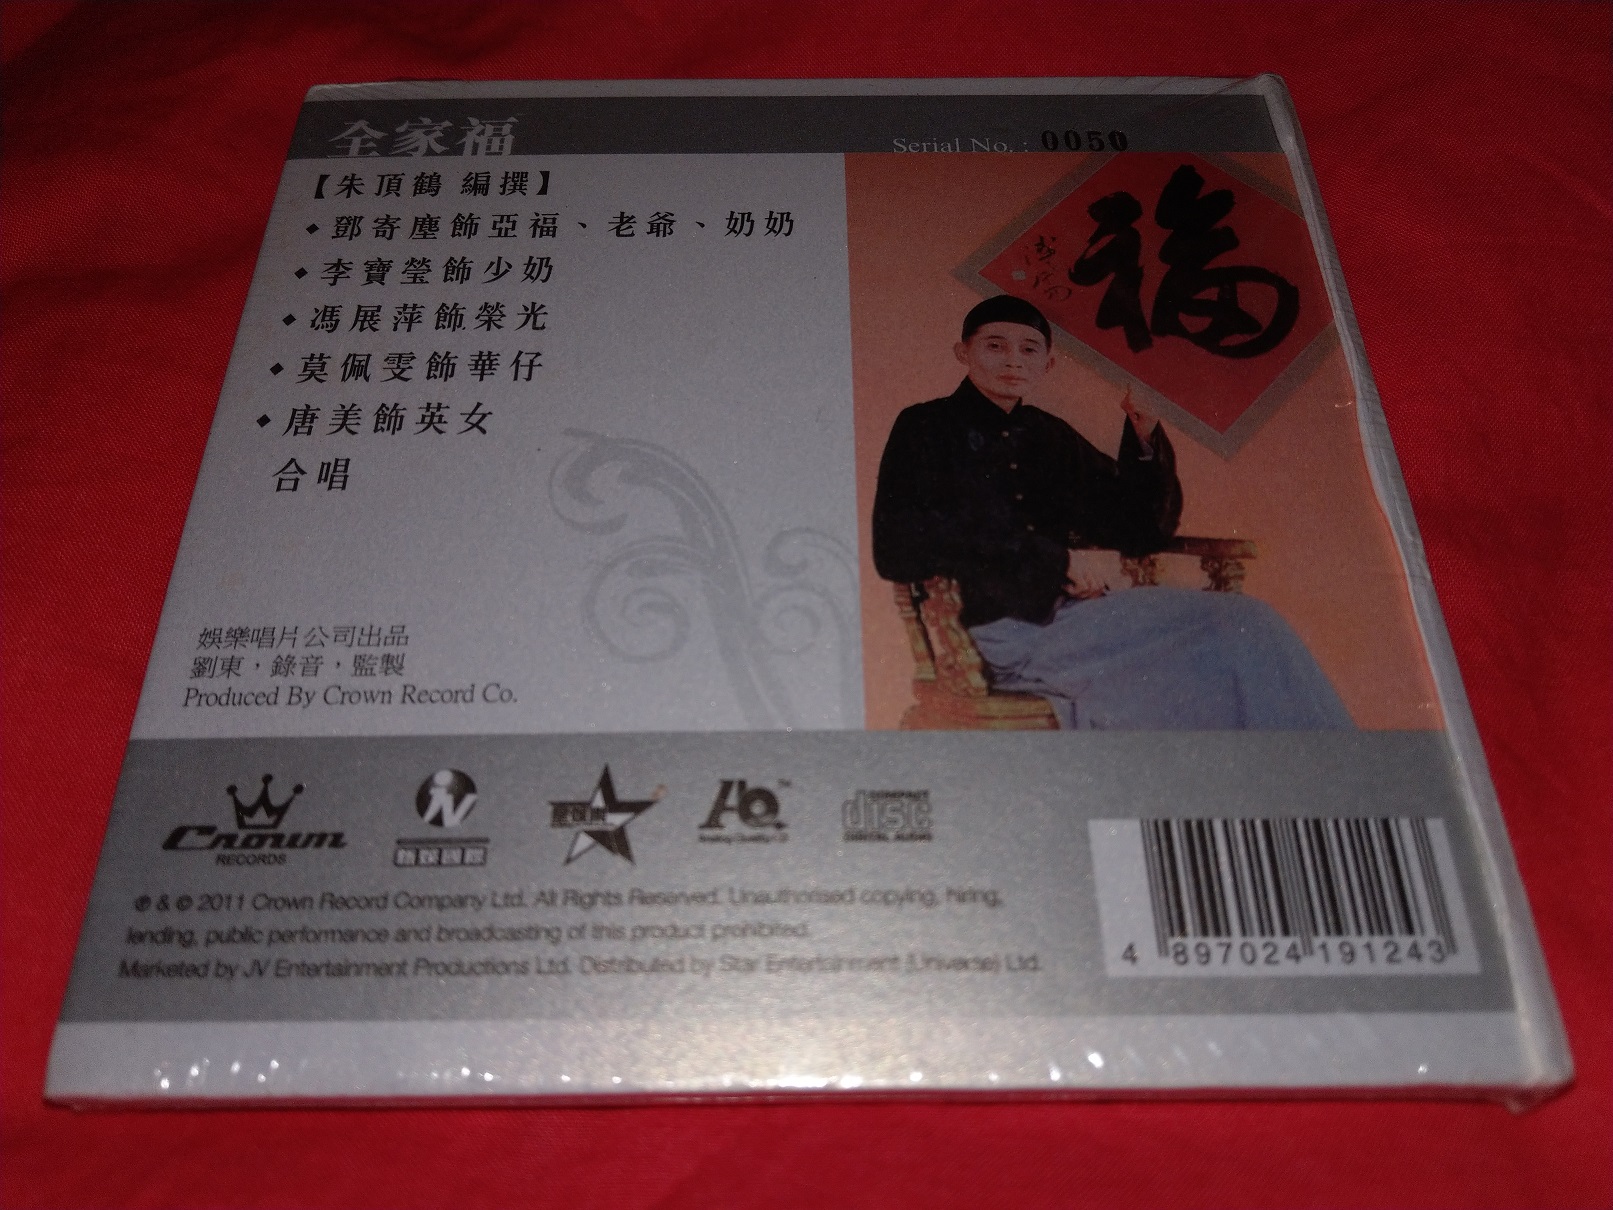 全家福
Serial No. : 0050
【朱頂鶴 編撰】
◆鄧寄塵飾亞福、老爺、奶奶
◆李寶瑩飾少奶
◆馮展萍飾榮光
◆莫佩雯飾華仔
◆唐美飾英女
合唱
福
娛樂唱片公司出品
劉東，錄音，監製
Produced By Crown Record Co.
Crown
RECORDS
AQ™
COMPACT
disc
DIGITAL AUDIO
℗ & © 2011 Crown Record Company Ltd. All Rights Reserved. Unauthorised copying, hiring,
lending, public performance and broadcasting of this product prohibited.
Marketed by JV Entertainment Productions Ltd. Distributed by Star Entertainment (Universe) Ltd.
4 897024 191243